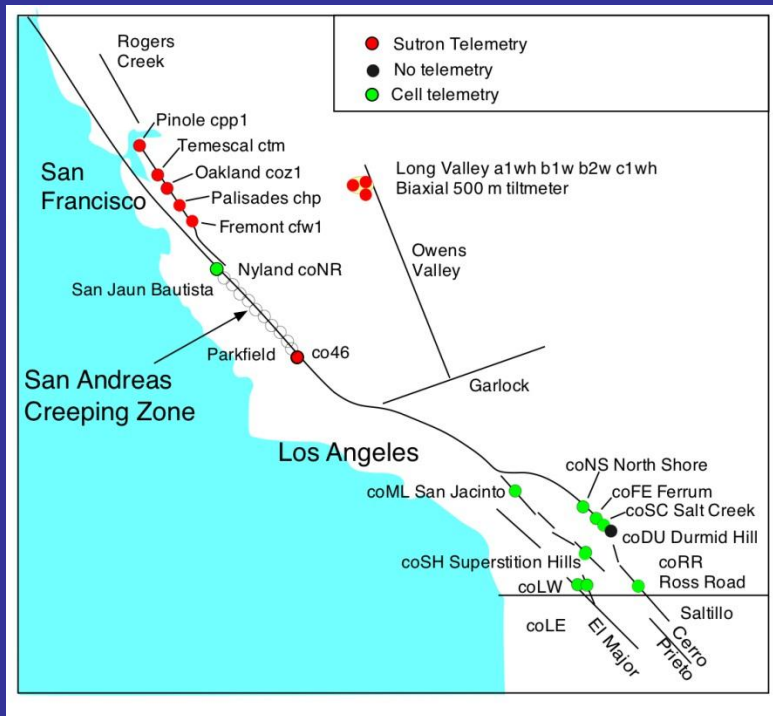 Rogers
Creek
Sutron Telemetry
No telemetry
Cell telemetry
Pinole cpp1
Temescal ctm
Oakland coz1
Palisades chp
Fremont cfw1
San
Francisco
Long Valley a1wh b1w b2w c1wh
Biaxial 500 m tiltmeter
Owens
Valley
Nyland coNR
San Jaun Bautista
Parkfield
co46
San Andreas
Creeping Zone
Garlock
Los Angeles
coNS North Shore
coML San Jacinto
coFE Ferrum
coSC Salt Creek
coDU Durmid Hill
coSH Superstition Hills
coRR
Ross Road
coLW
Saltillo
coLE
El Major
Cerro
Prieto